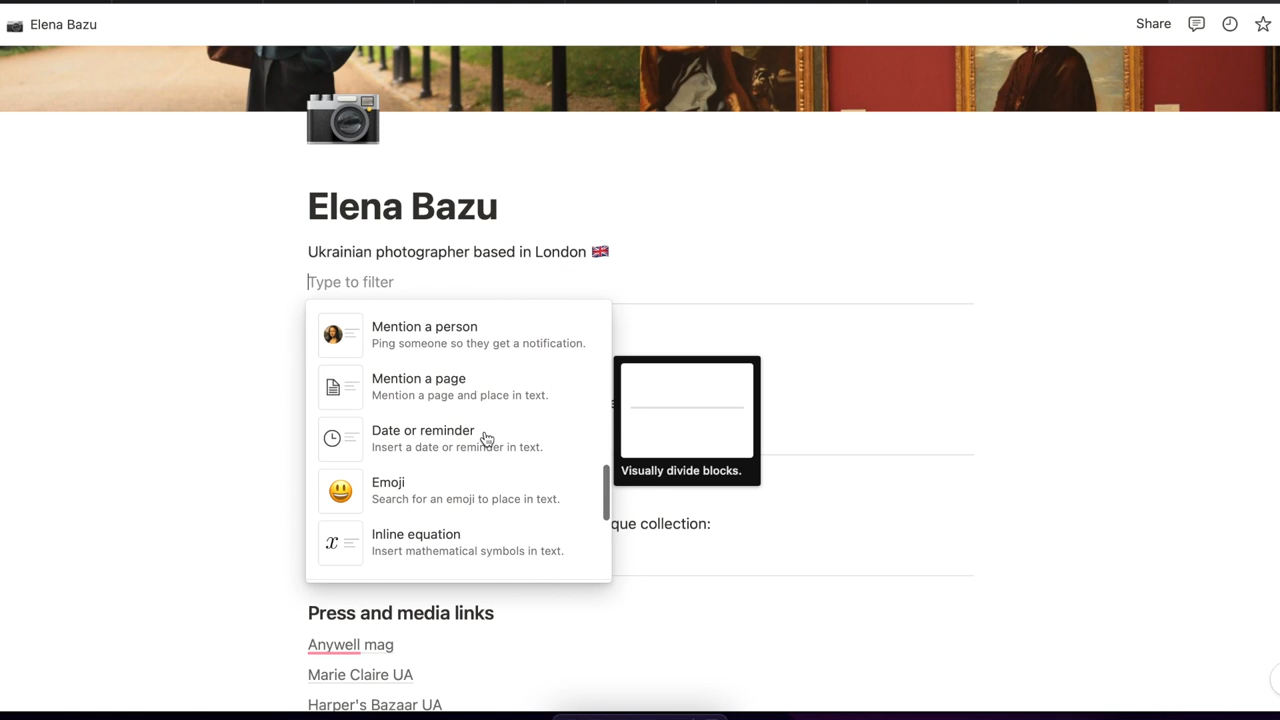 Elena Bazu
Share
Elena Bazu
Ukrainian photographer based in London 🇬🇧
Type to filter
Mention a person
Ping someone so they get a notification.
Mention a page
Mention a page and place in text.
Date or reminder
Insert a date or reminder in text.
Emoji
Search for an emoji to place in text.
Inline equation
x
Insert mathematical symbols in text.
Visually divide blocks.
que collection:
Press and media links
Anywell mag
Marie Claire UA
Harper's Bazaar UA